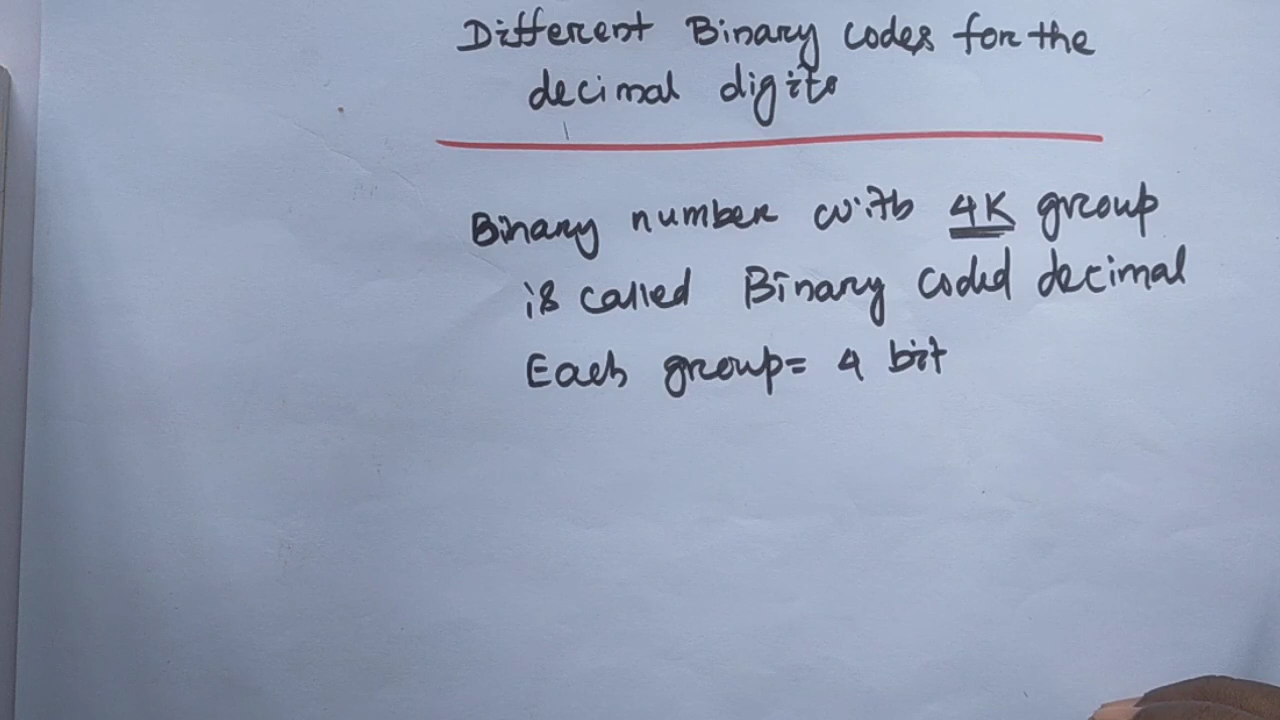 Different Binary codes for the
decimal digits
Binary number with 4K group
is called Binary coded decimal
Each group= 4 bit